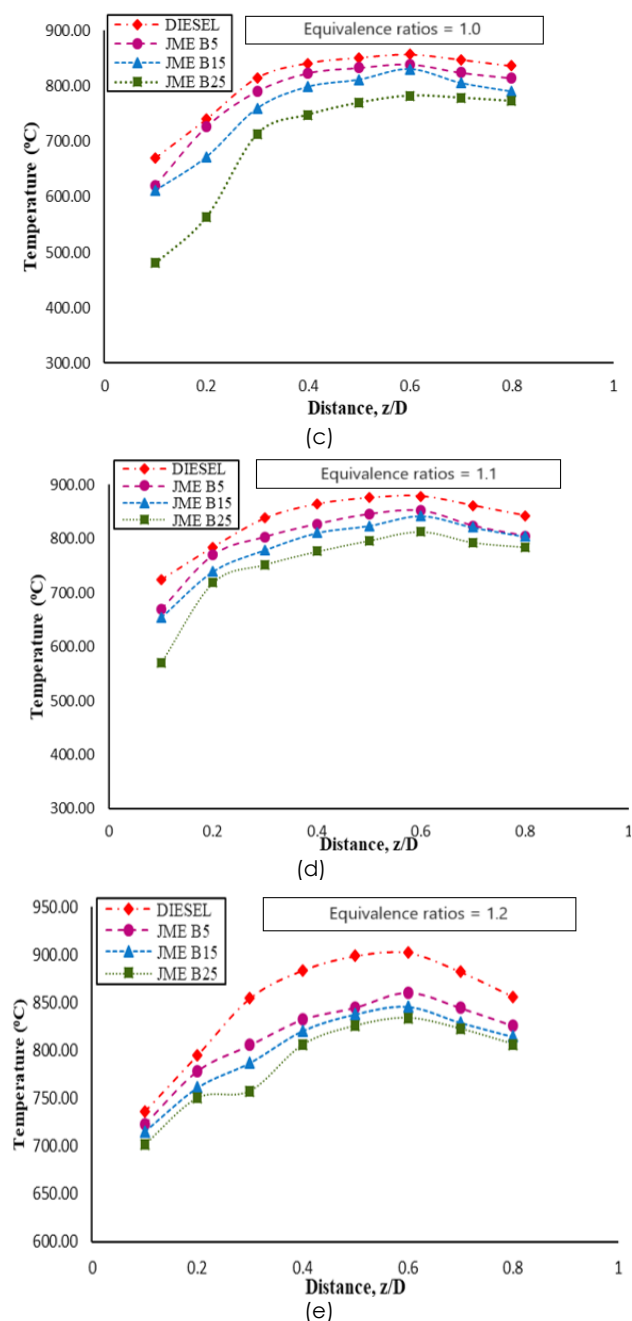 Equivalence ratios = 1.0
DIESEL
JME B5
JME B15
JME B25
Temperature (ºC)
900.00
800.00
700.00
600.00
500.00
400.00
300.00
0 0.2 0.4 0.6 0.8 1
Distance, z/D
(c)
Equivalence ratios = 1.1
DIESEL
JME B5
JME B15
JME B25
Temperature (ºC)
900.00
800.00
700.00
600.00
500.00
400.00
300.00
0 0.2 0.4 0.6 0.8 1
Distance, z/D
(d)
Equivalence ratios = 1.2
DIESEL
JME B5
JME B15
JME B25
Temperature (ºC)
950.00
900.00
850.00
800.00
750.00
700.00
650.00
600.00
0 0.2 0.4 0.6 0.8 1
Distance, z/D
(e)